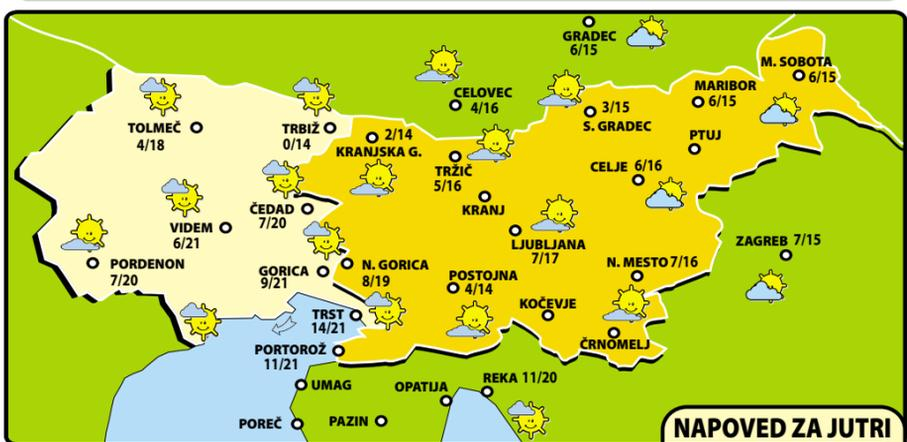 GRADEC
6/15
M. SOBOTA
6/15
CELOVEC
4/16
MARIBOR
6/15
3/15
S. GRADEC
TOLMEČ
4/18
TRBIŽ
0/14
2/14
KRANJSKA G.
PTUJ
TRŽIČ
5/16
CELJE 6/16
KRANJ
ČEDAD
7/20
VIDEM
6/21
LJUBLJANA
7/17
ZAGREB 7/15
PORDENON
7/20
GORICA
9/21
N. GORICA
8/19
POSTOJNA
4/14
N. MESTO 7/16
KOČEVJE
TRST
14/21
ČRNOMELJ
PORTOROŽ
11/21
UMAG
OPATIJA
REKA 11/20
POREČ
PAZIN
NAPOVED ZA JUTRI